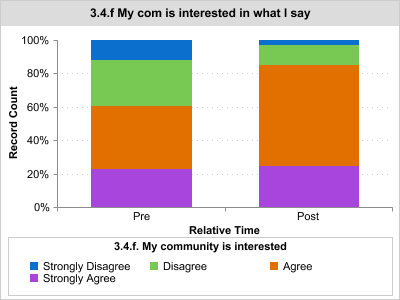 3.4.f My com is interested in what I say
100%
80%
60%
40%
20%
0%
Record Count
Pre
Post
Relative Time
3.4.f. My community is interested
Strongly Disagree
Disagree
Agree
Strongly Agree